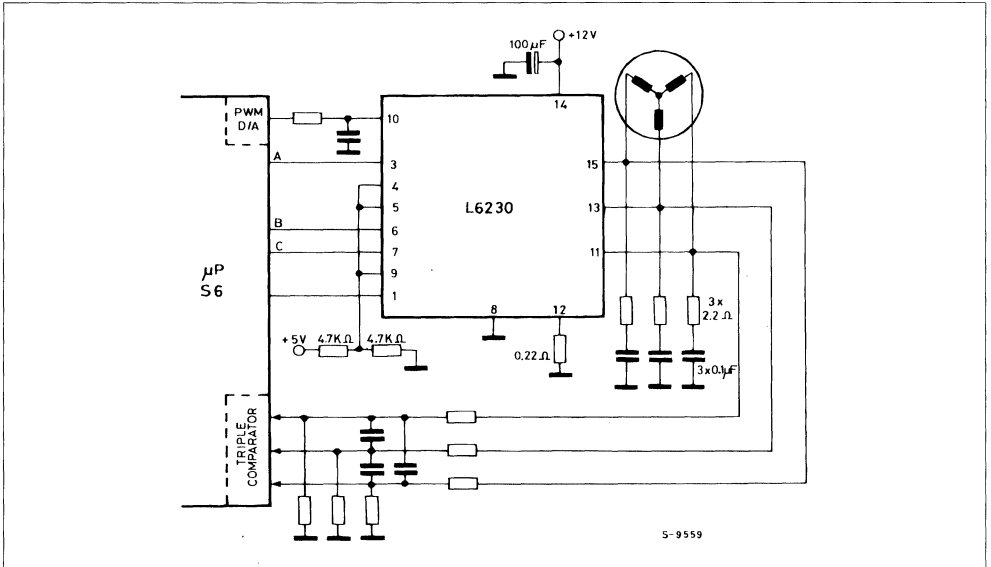 100µF
+12V
14
PWM
D/A
10
A
3
15
4
5
L6230
13
B
6
C
7
11
µP
S6
9
1
8
12
3x
2.2 Ω
+5V
4.7KΩ
4.7KΩ
0.22Ω
3x0.1µF
TRIPLE
COMPARATOR
S-9559